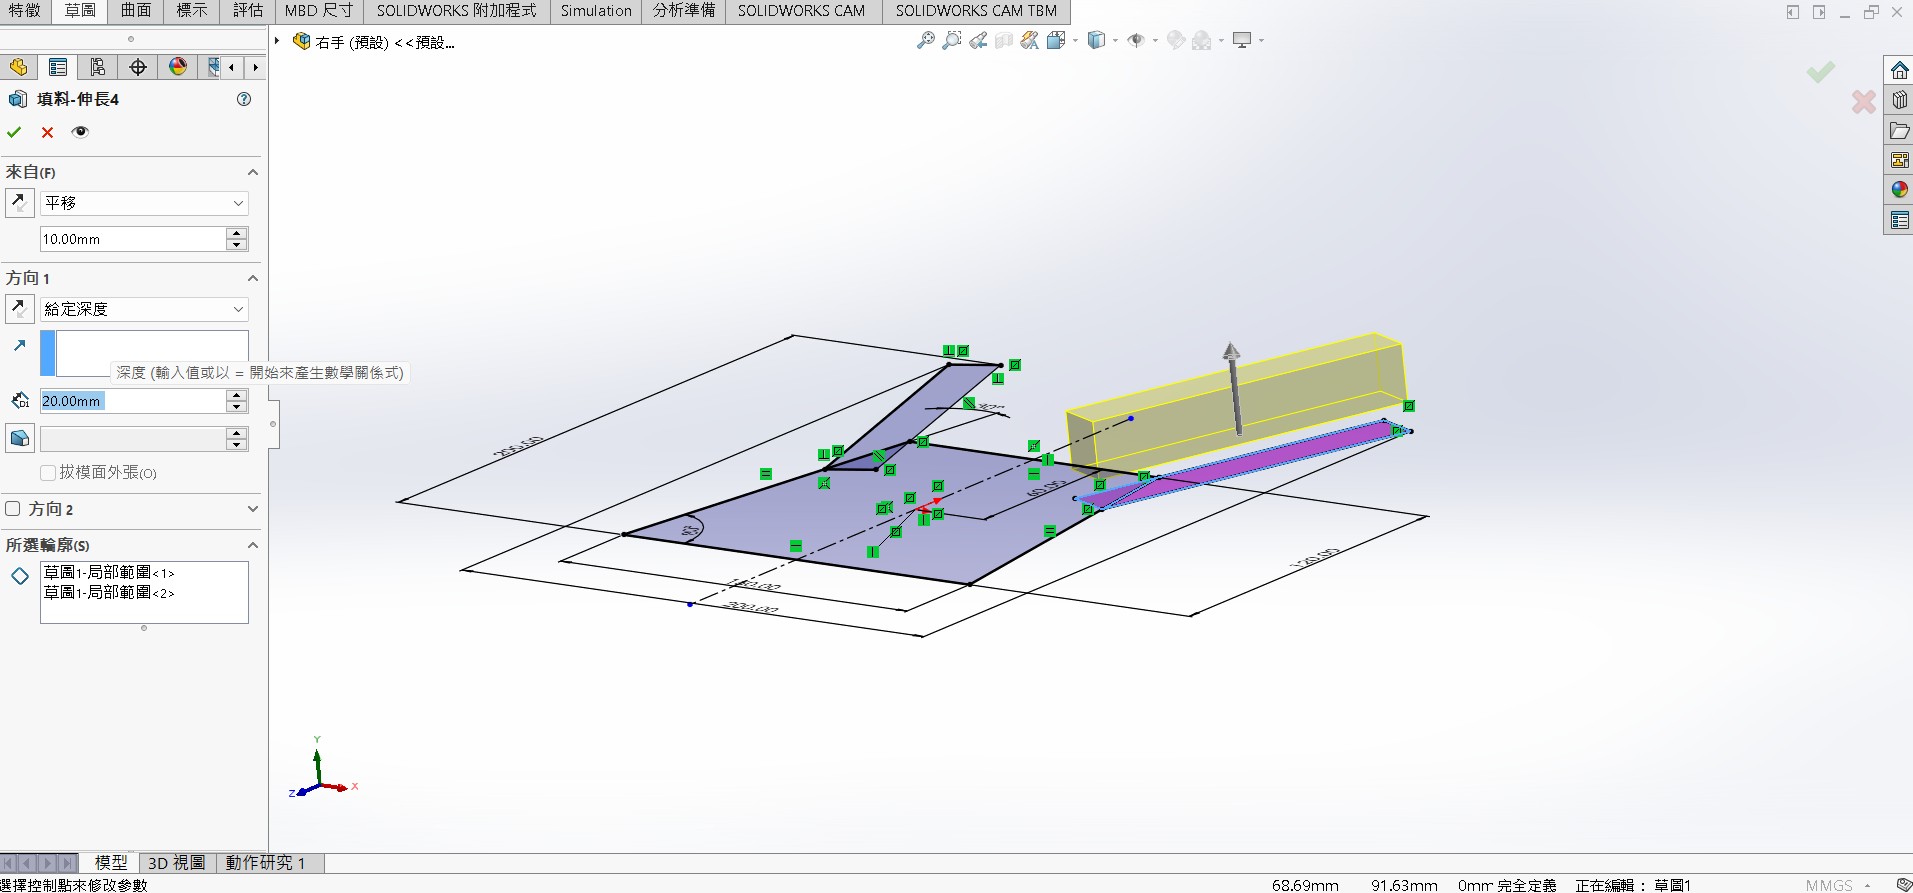 特徵 草圖 曲面 標示 評估 MBD 尺寸 SOLIDWORKS 附加程式 Simulation 分析準備 SOLIDWORKS CAM SOLIDWORKS CAM TBM
右手 (預設) <<預設...
填料-伸長4
來自(F)
平移
10.00mm
方向 1
給定深度
深度 (輸入值或以 = 開始來產生數學關係式)
20.00mm
拔模面外張(O)
方向 2
所選輪廓(S)
草圖1-局部範圍<1>
草圖1-局部範圍<2>
200.00
120.00
Y
X
Z
模型 3D 視圖 動作研究 1
選擇控制點來修改參數 68.69mm 91.63mm 0mm 完全定義 正在編輯： 草圖1 MMGS